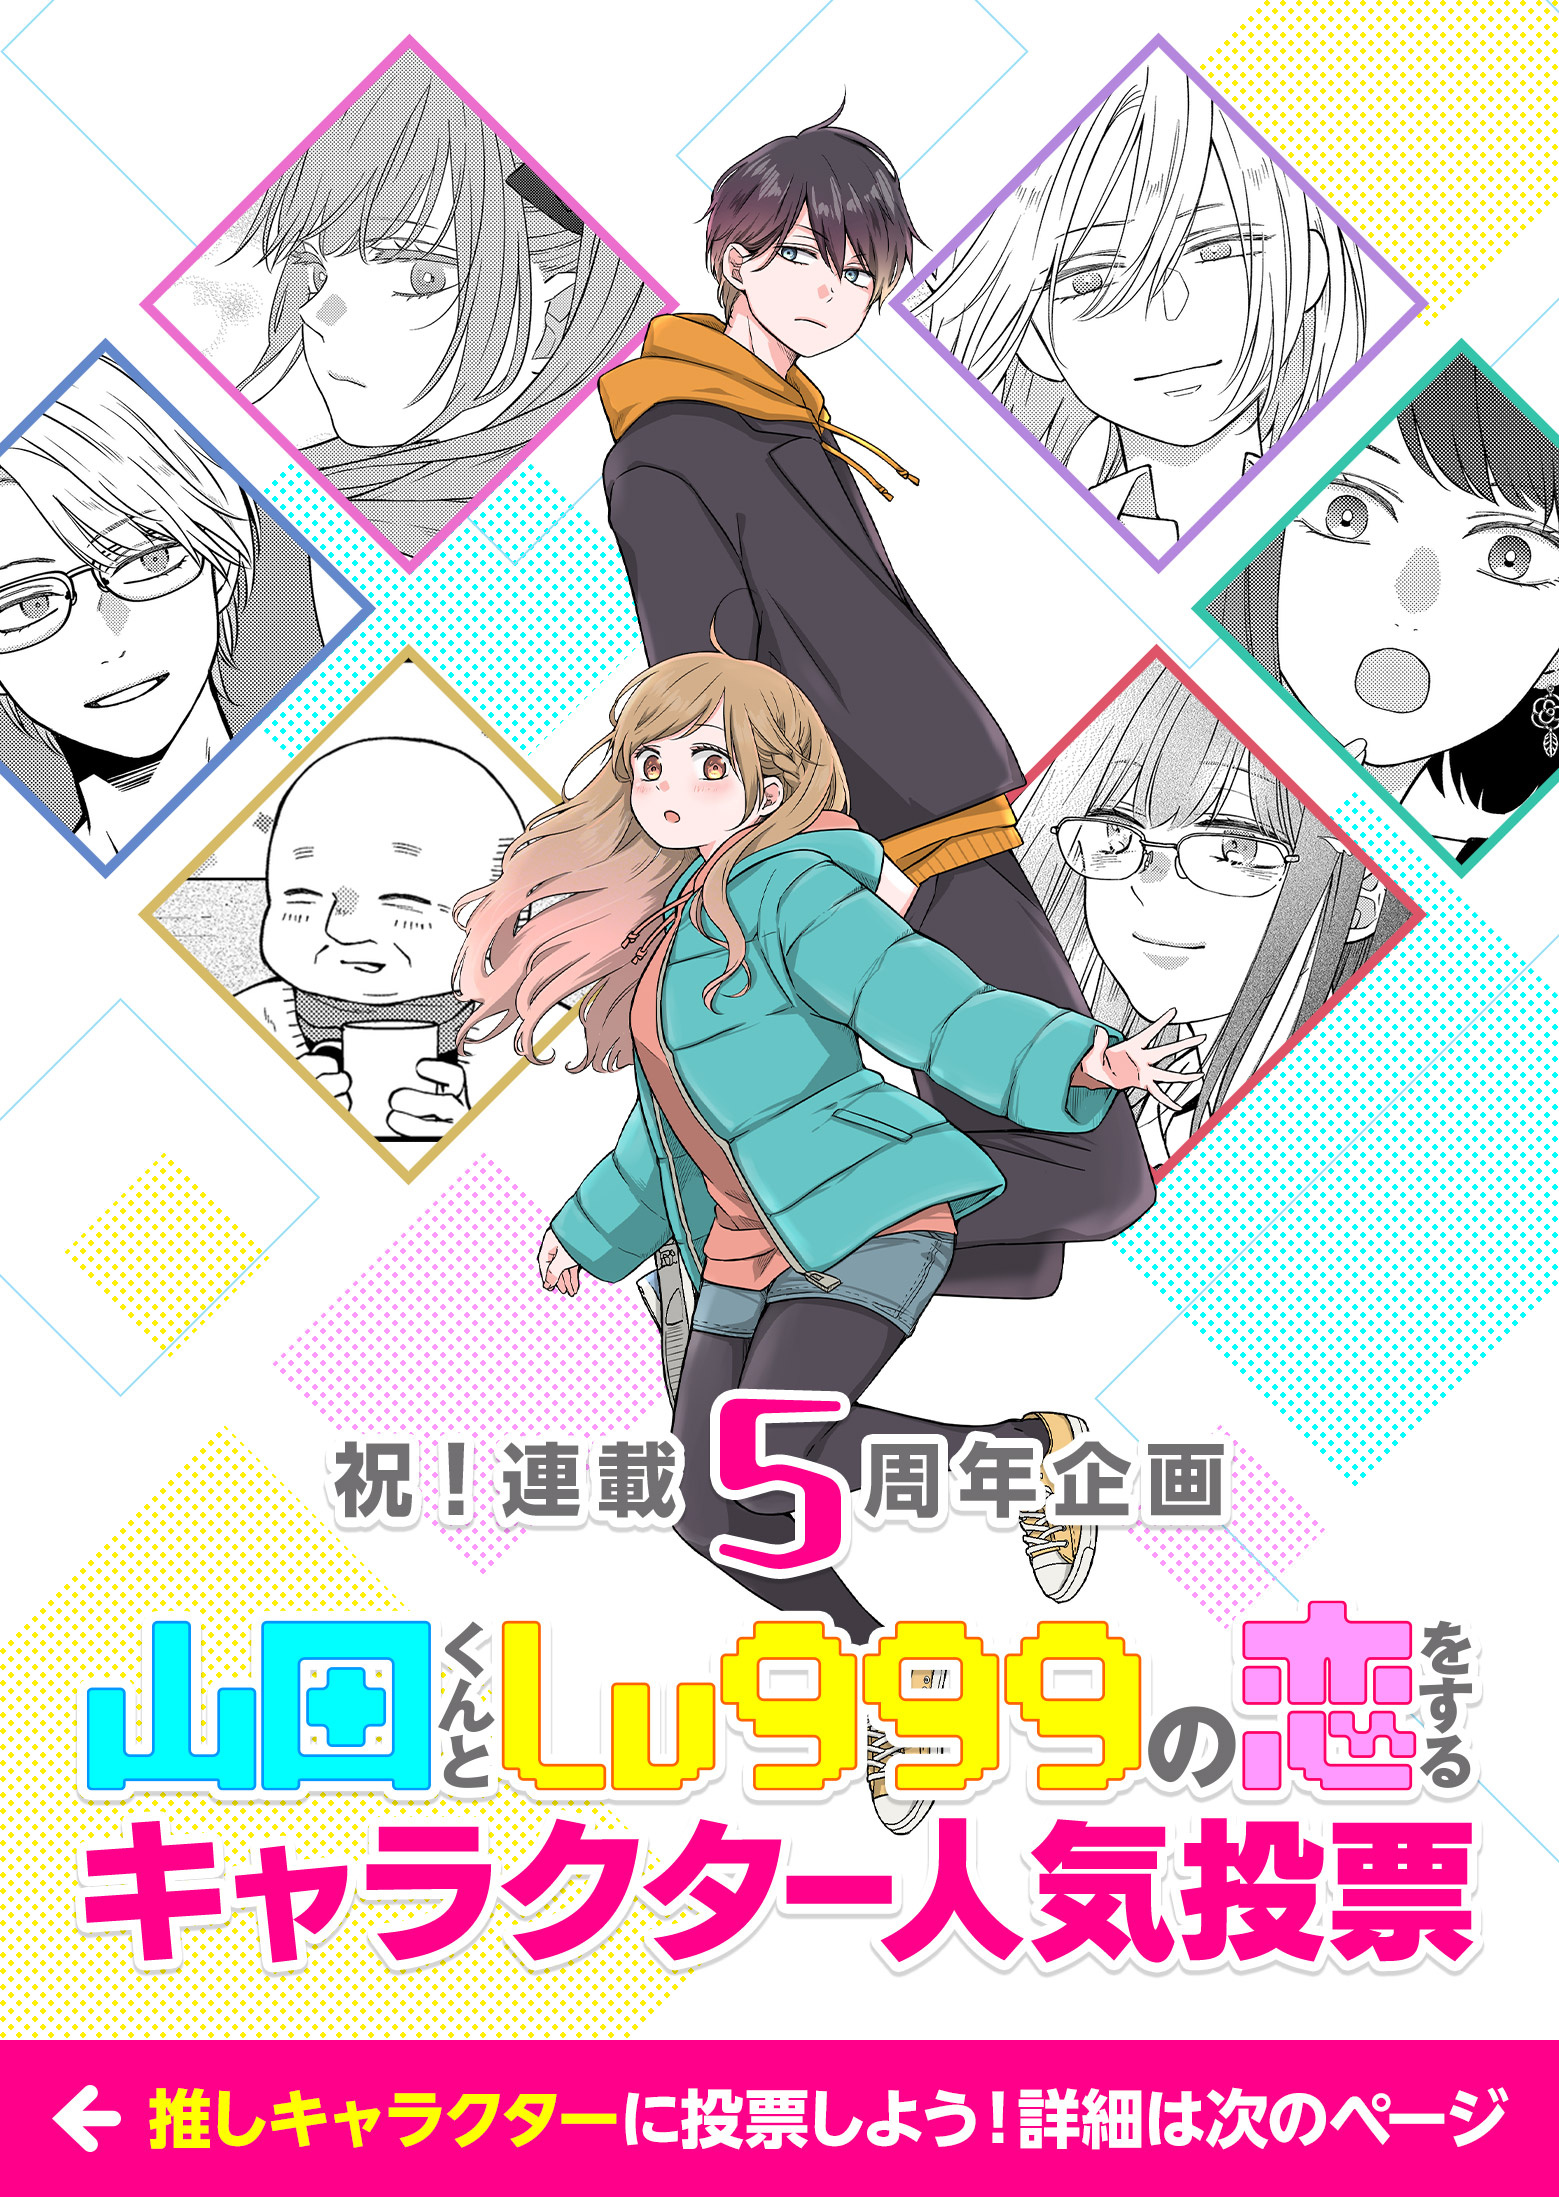 祝！連載5周年企画
山田くんとLv999の恋をする
キャラクター人気投票
← 推しキャラクターに投票しよう！詳細は次のページ